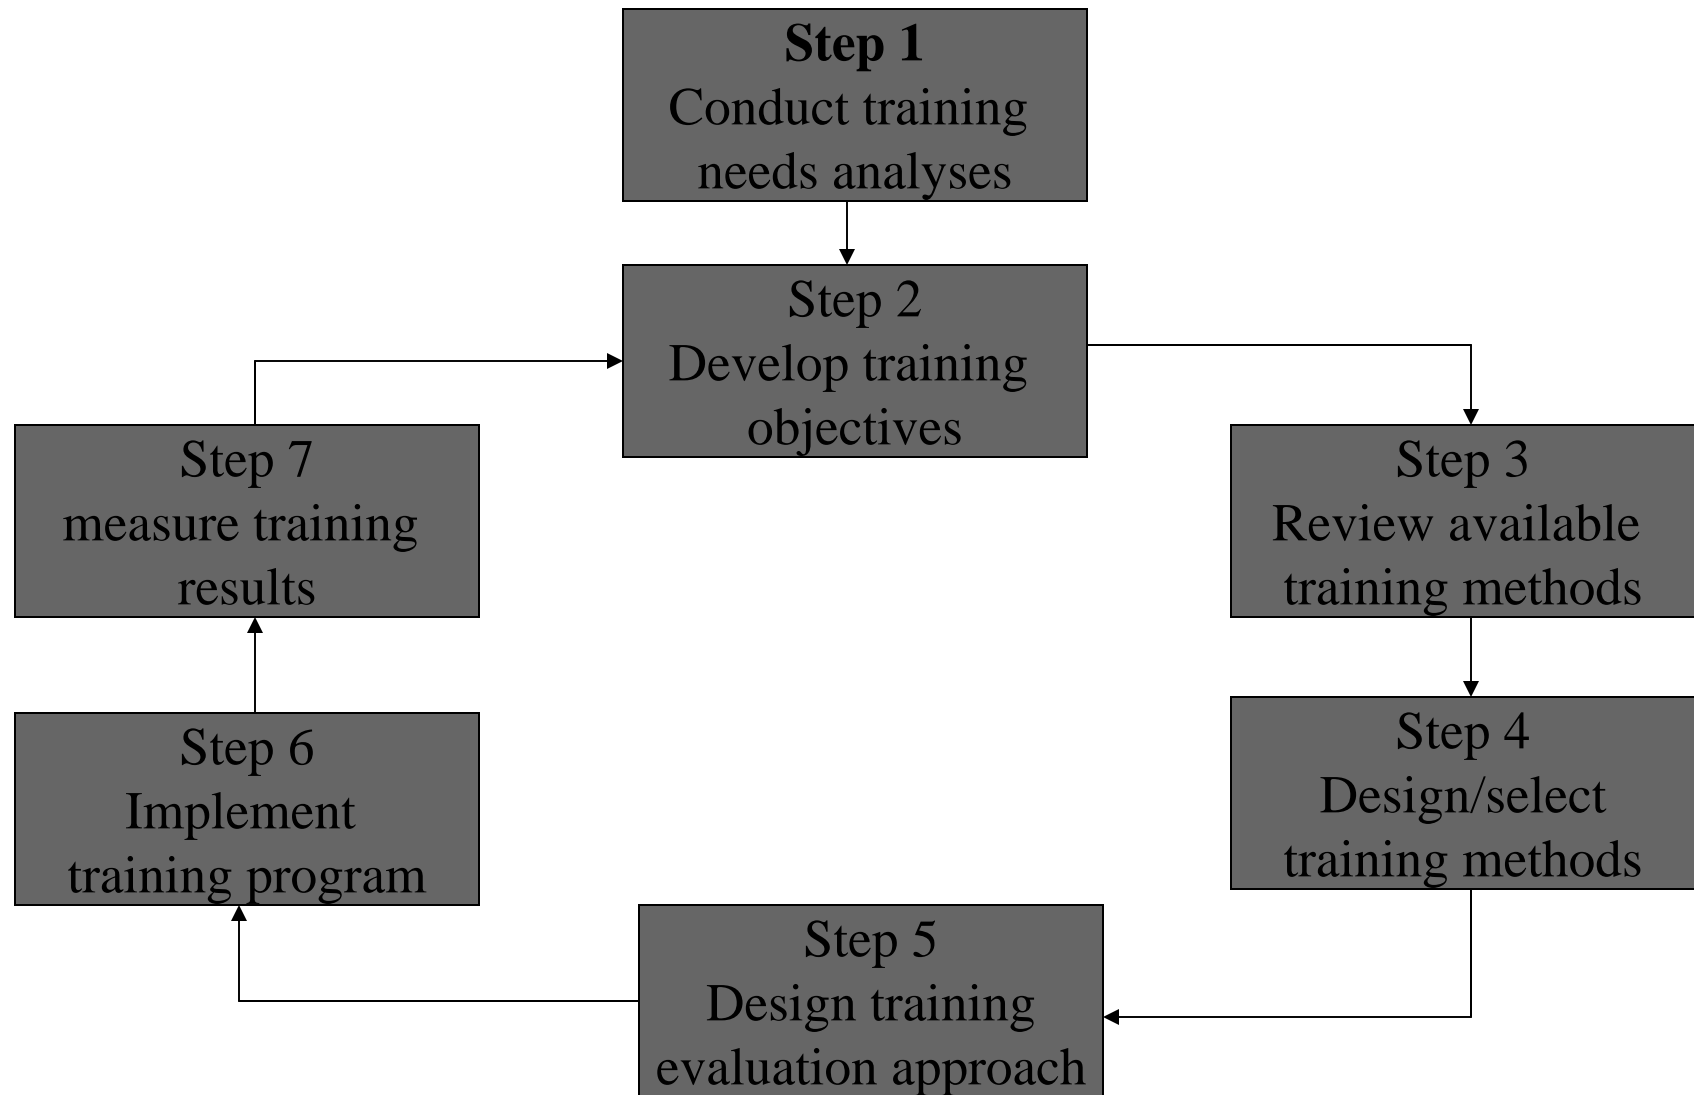 Step 1
Conduct training
needs analyses
Step 2
Develop training
objectives
Step 3
Review available
training methods
Step 4
Design/select
training methods
Step 5
Design training
evaluation approach
Step 6
Implement
training program
Step 7
measure training
results